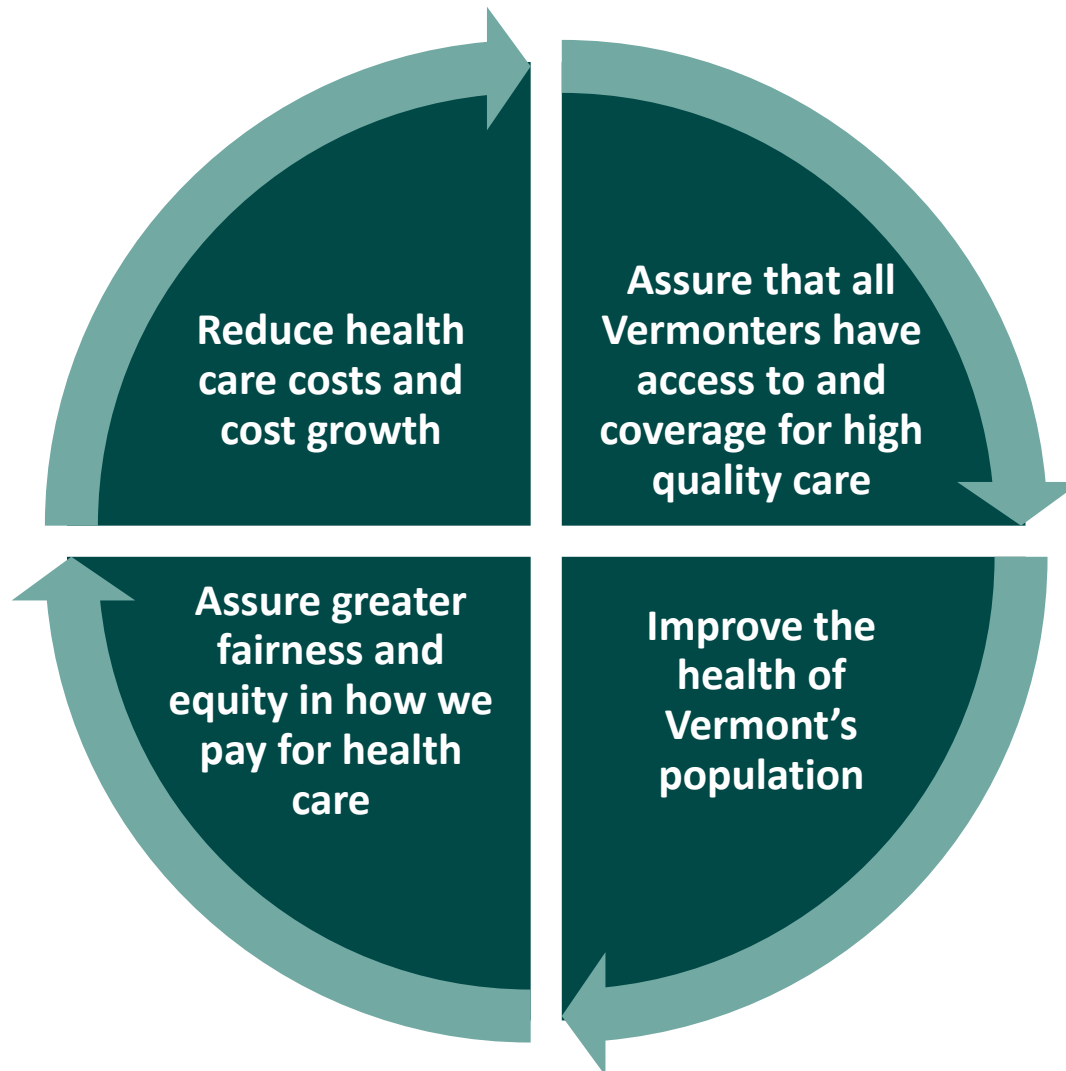 Reduce health
care costs and
cost growth
Assure that all
Vermonters have
access to and
coverage for high
quality care
Assure greater
fairness and
equity in how we
pay for health
care
Improve the
health of
Vermont’s
population